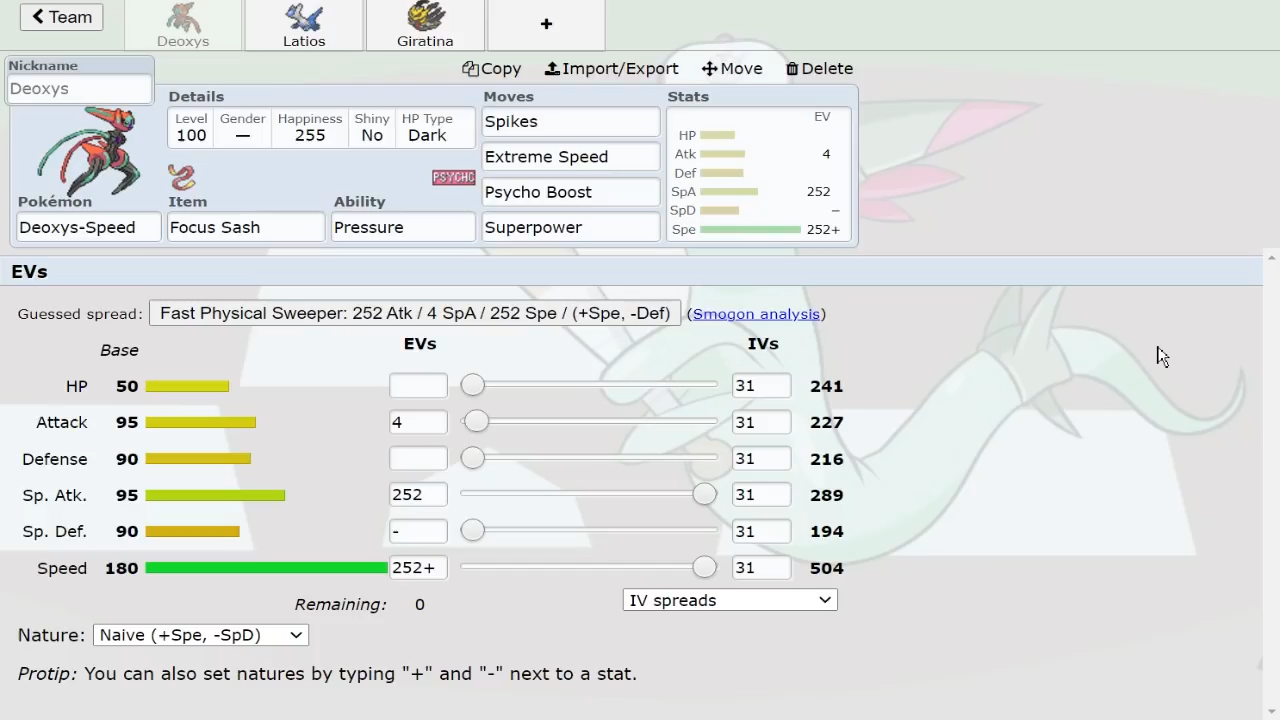 Team
Deoxys
Latios
Giratina
+
Nickname
Deoxys
Copy
Import/Export
Move
Delete
Details
Moves
Stats
Level
Gender
Happiness
Shiny
HP Type
100
—
255
No
Dark
Spikes
Extreme Speed
Psycho Boost
Superpower
EV
HP
Atk 4
Def
SpA 252
SpD –
Spe 252+
PSYCHC
Pokémon
Item
Ability
Deoxys-Speed
Focus Sash
Pressure
EVs
Guessed spread: Fast Physical Sweeper: 252 Atk / 4 SpA / 252 Spe / (+Spe, -Def) (Smogon analysis)
Base EVs IVs
HP 50 31 241
Attack 95 4 31 227
Defense 90 31 216
Sp. Atk. 95 252 31 289
Sp. Def. 90 - 31 194
Speed 180 252+ 31 504
Remaining: 0
IV spreads
Nature: Naive (+Spe, -SpD)
Protip: You can also set natures by typing "+" and "-" next to a stat.